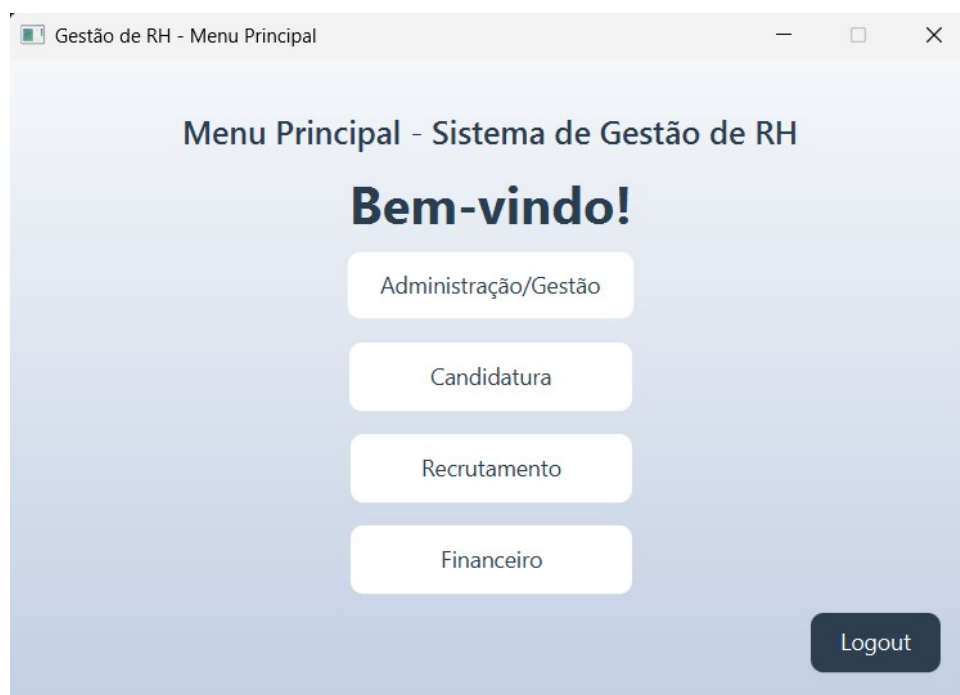 Gestão de RH - Menu Principal
Menu Principal - Sistema de Gestão de RH
Bem-vindo!
Administração/Gestão
Candidatura
Recrutamento
Financeiro
Logout